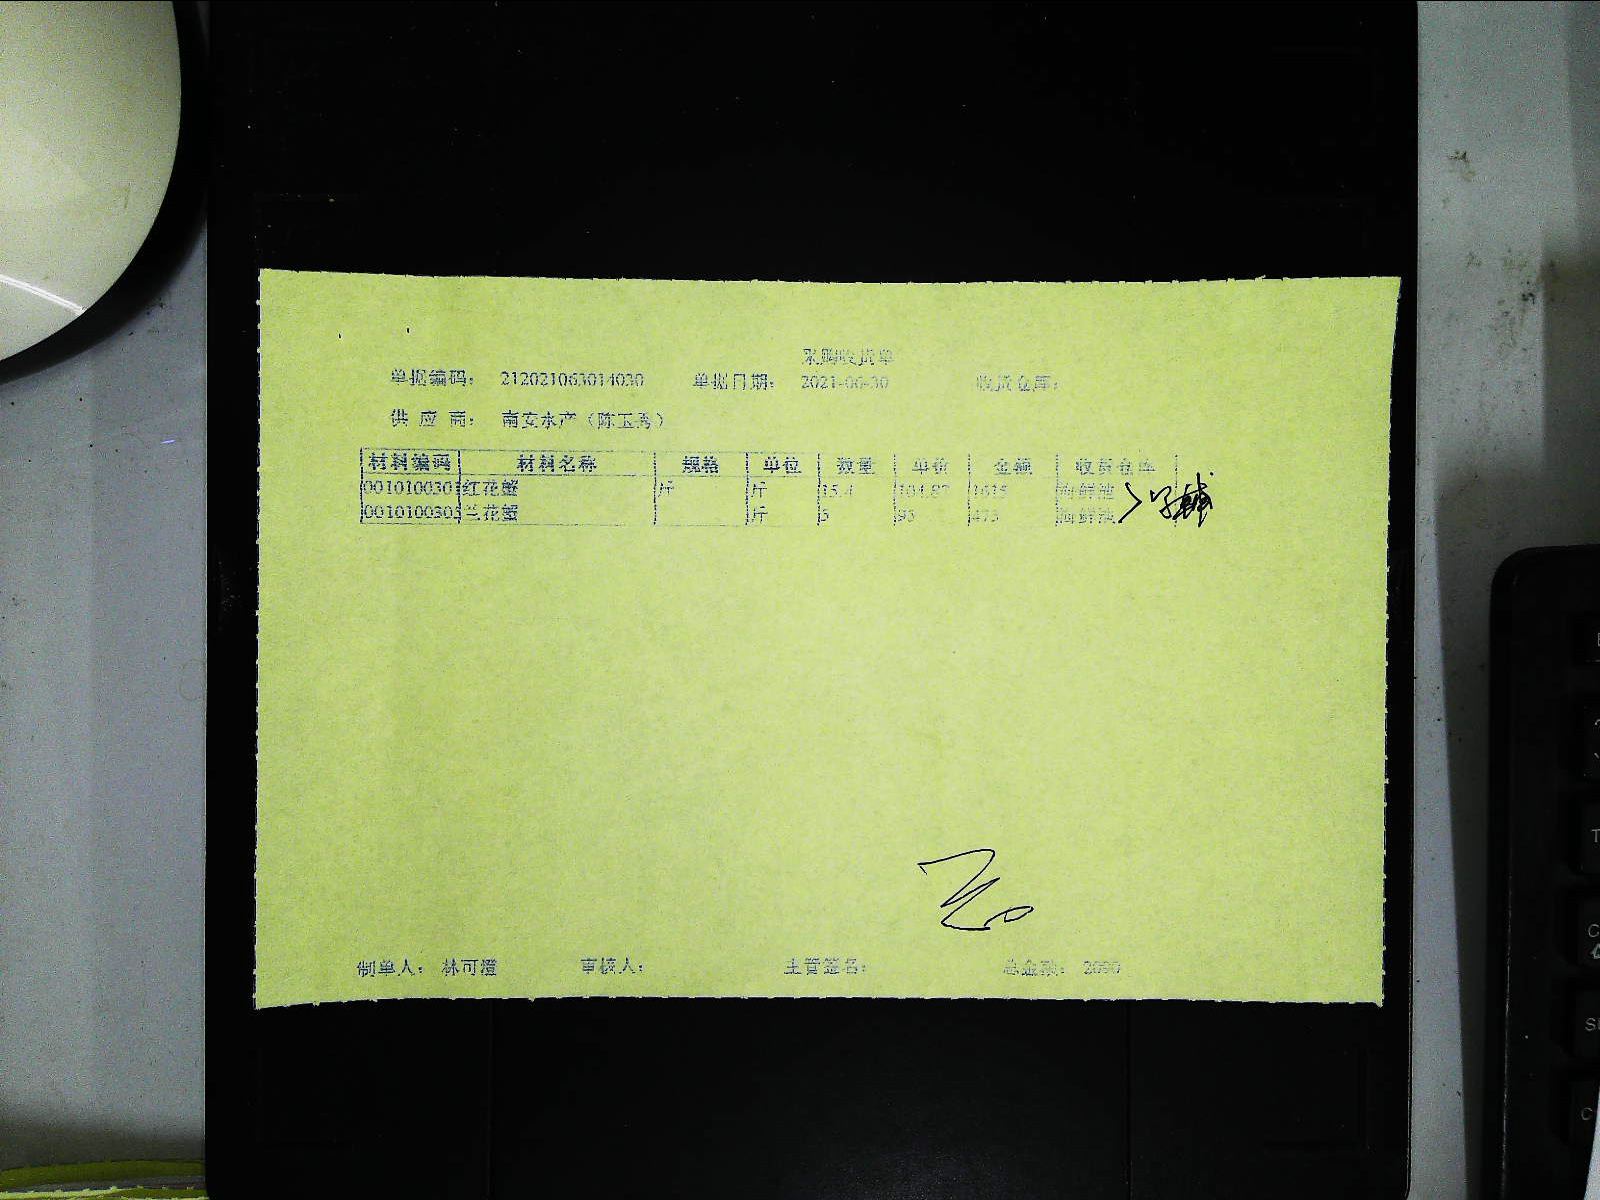 采购收货单
单据编码： 212021063014030 单据日期： 2021-06-30 收货仓库：
供 应 商： 南安水产（陈玉秀）
材料编码 材料名称 规格 单位 数量 单价 金额 收货仓库
0010100301 红花蟹 斤 斤 15.4 104.87 1615 海鲜池
001010030 兰花蟹 斤 5 95 475 海鲜池
制单人： 林可澄 审核人： 主管签名： 总金额： 2090